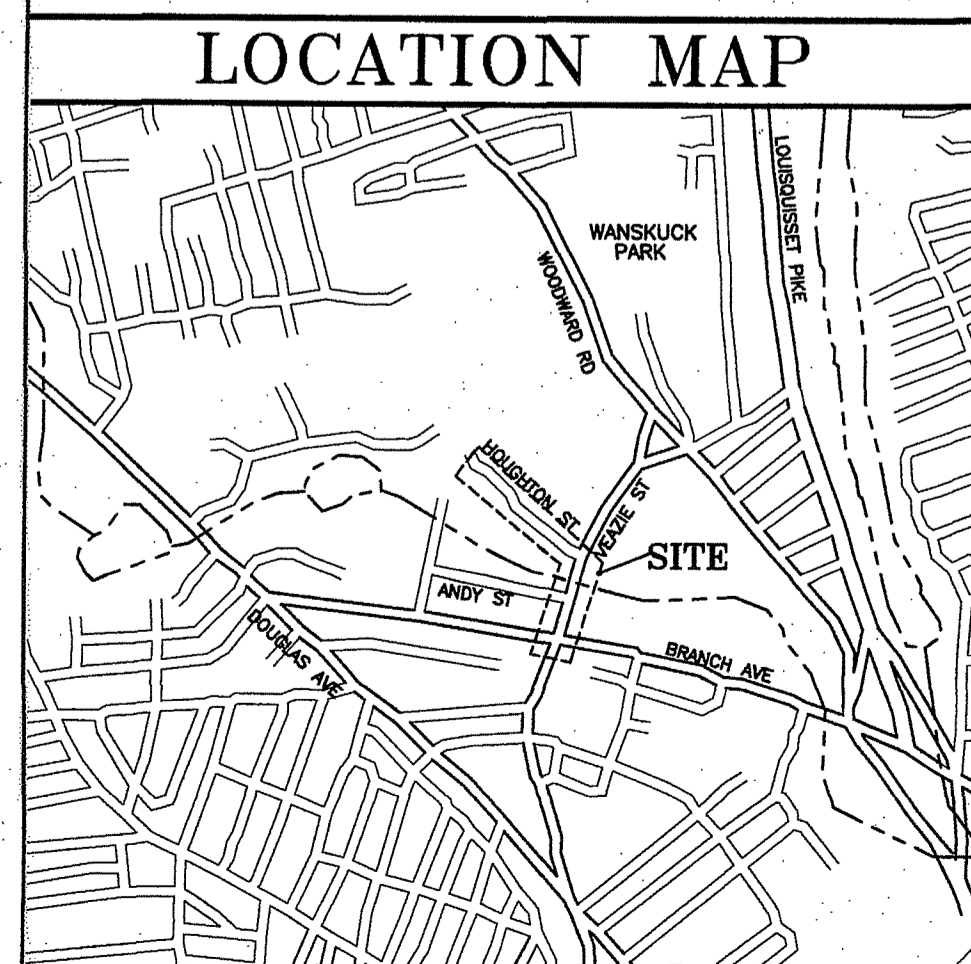 LOCATION MAP
LOUISQUISSET PIKE
WANSKUCK
PARK
WOODWARD RD
HOUGHTON ST.
VEAZIE ST
SITE
ANDY ST
DOUGLAS AVE
BRANCH AVE